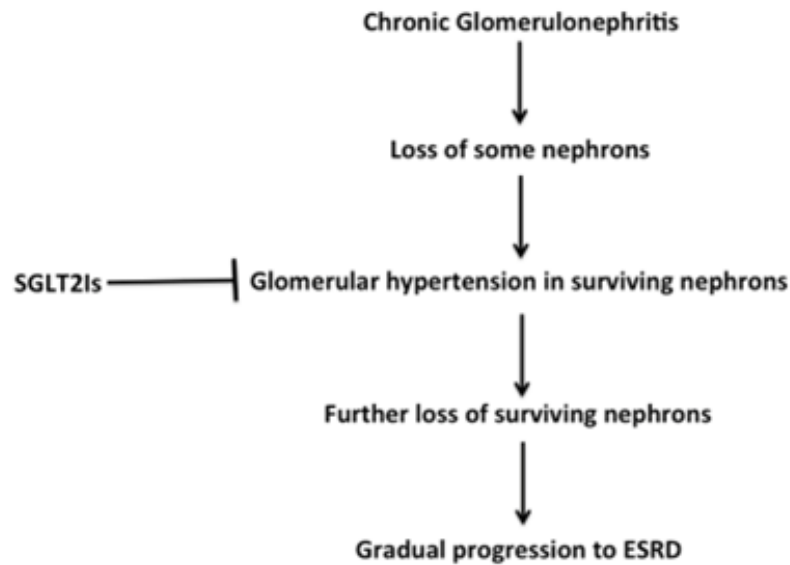 Chronic Glomerulonephritis
Loss of some nephrons
SGLT2Is
Glomerular hypertension in surviving nephrons
Further loss of surviving nephrons
Gradual progression to ESRD